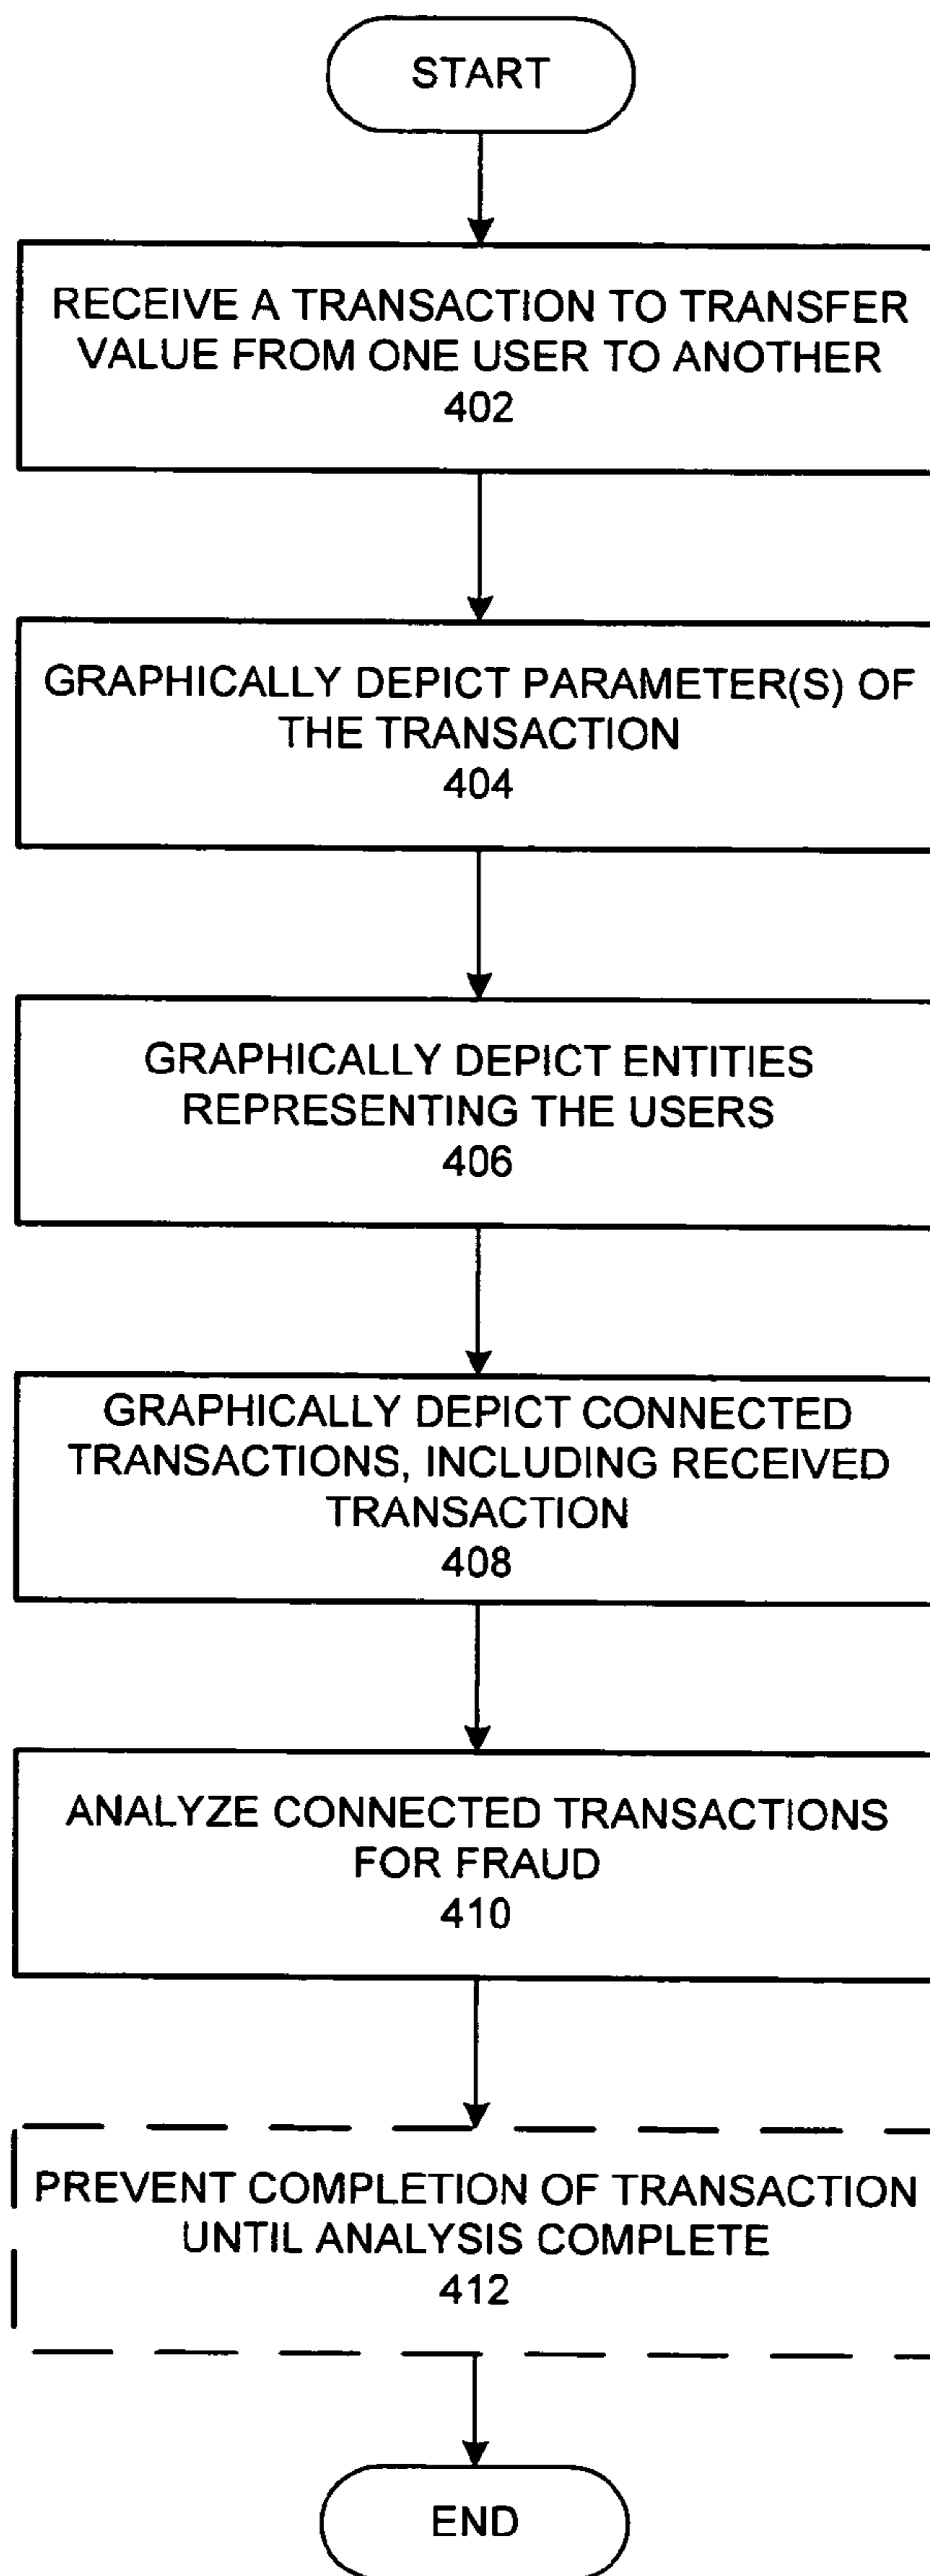 START
RECEIVE A TRANSACTION TO TRANSFER
VALUE FROM ONE USER TO ANOTHER
402
GRAPHICALLY DEPICT PARAMETER(S) OF
THE TRANSACTION
404
GRAPHICALLY DEPICT ENTITIES
REPRESENTING THE USERS
406
GRAPHICALLY DEPICT CONNECTED
TRANSACTIONS, INCLUDING RECEIVED
TRANSACTION
408
ANALYZE CONNECTED TRANSACTIONS
FOR FRAUD
410
PREVENT COMPLETION OF TRANSACTION
UNTIL ANALYSIS COMPLETE
412
END